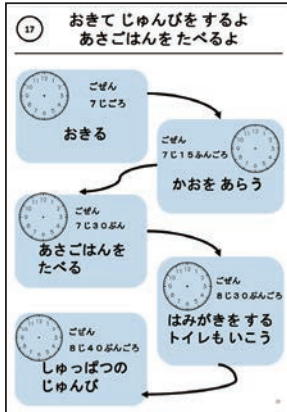 17
おきて じゅんびを するよ
あさごはんを たべるよ
ごぜん
7じごろ
おきる
ごぜん
7じ15ふんごろ
かおを あらう
ごぜん
7じ30ぷん
あさごはんを
たべる
ごぜん
8じ30ぷんごろ
はみがきを する
トイレも いこう
ごぜん
8じ40ぷんごろ
しゅっぱつの
じゅんび